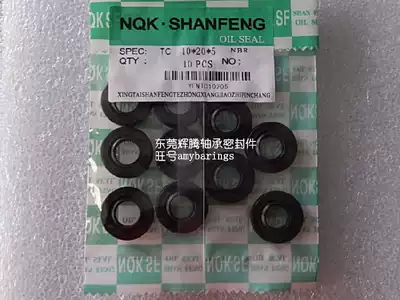 NQK·SHANFENG
OIL SEAL
SPEC: TC 10*20*5 NBR
QTY : 10 PCS NO;
XINGTAISHANFENGTEZHONGXIANGJIAOZHIPINCHANG
东莞辉腾轴承密封件
旺号amybarings